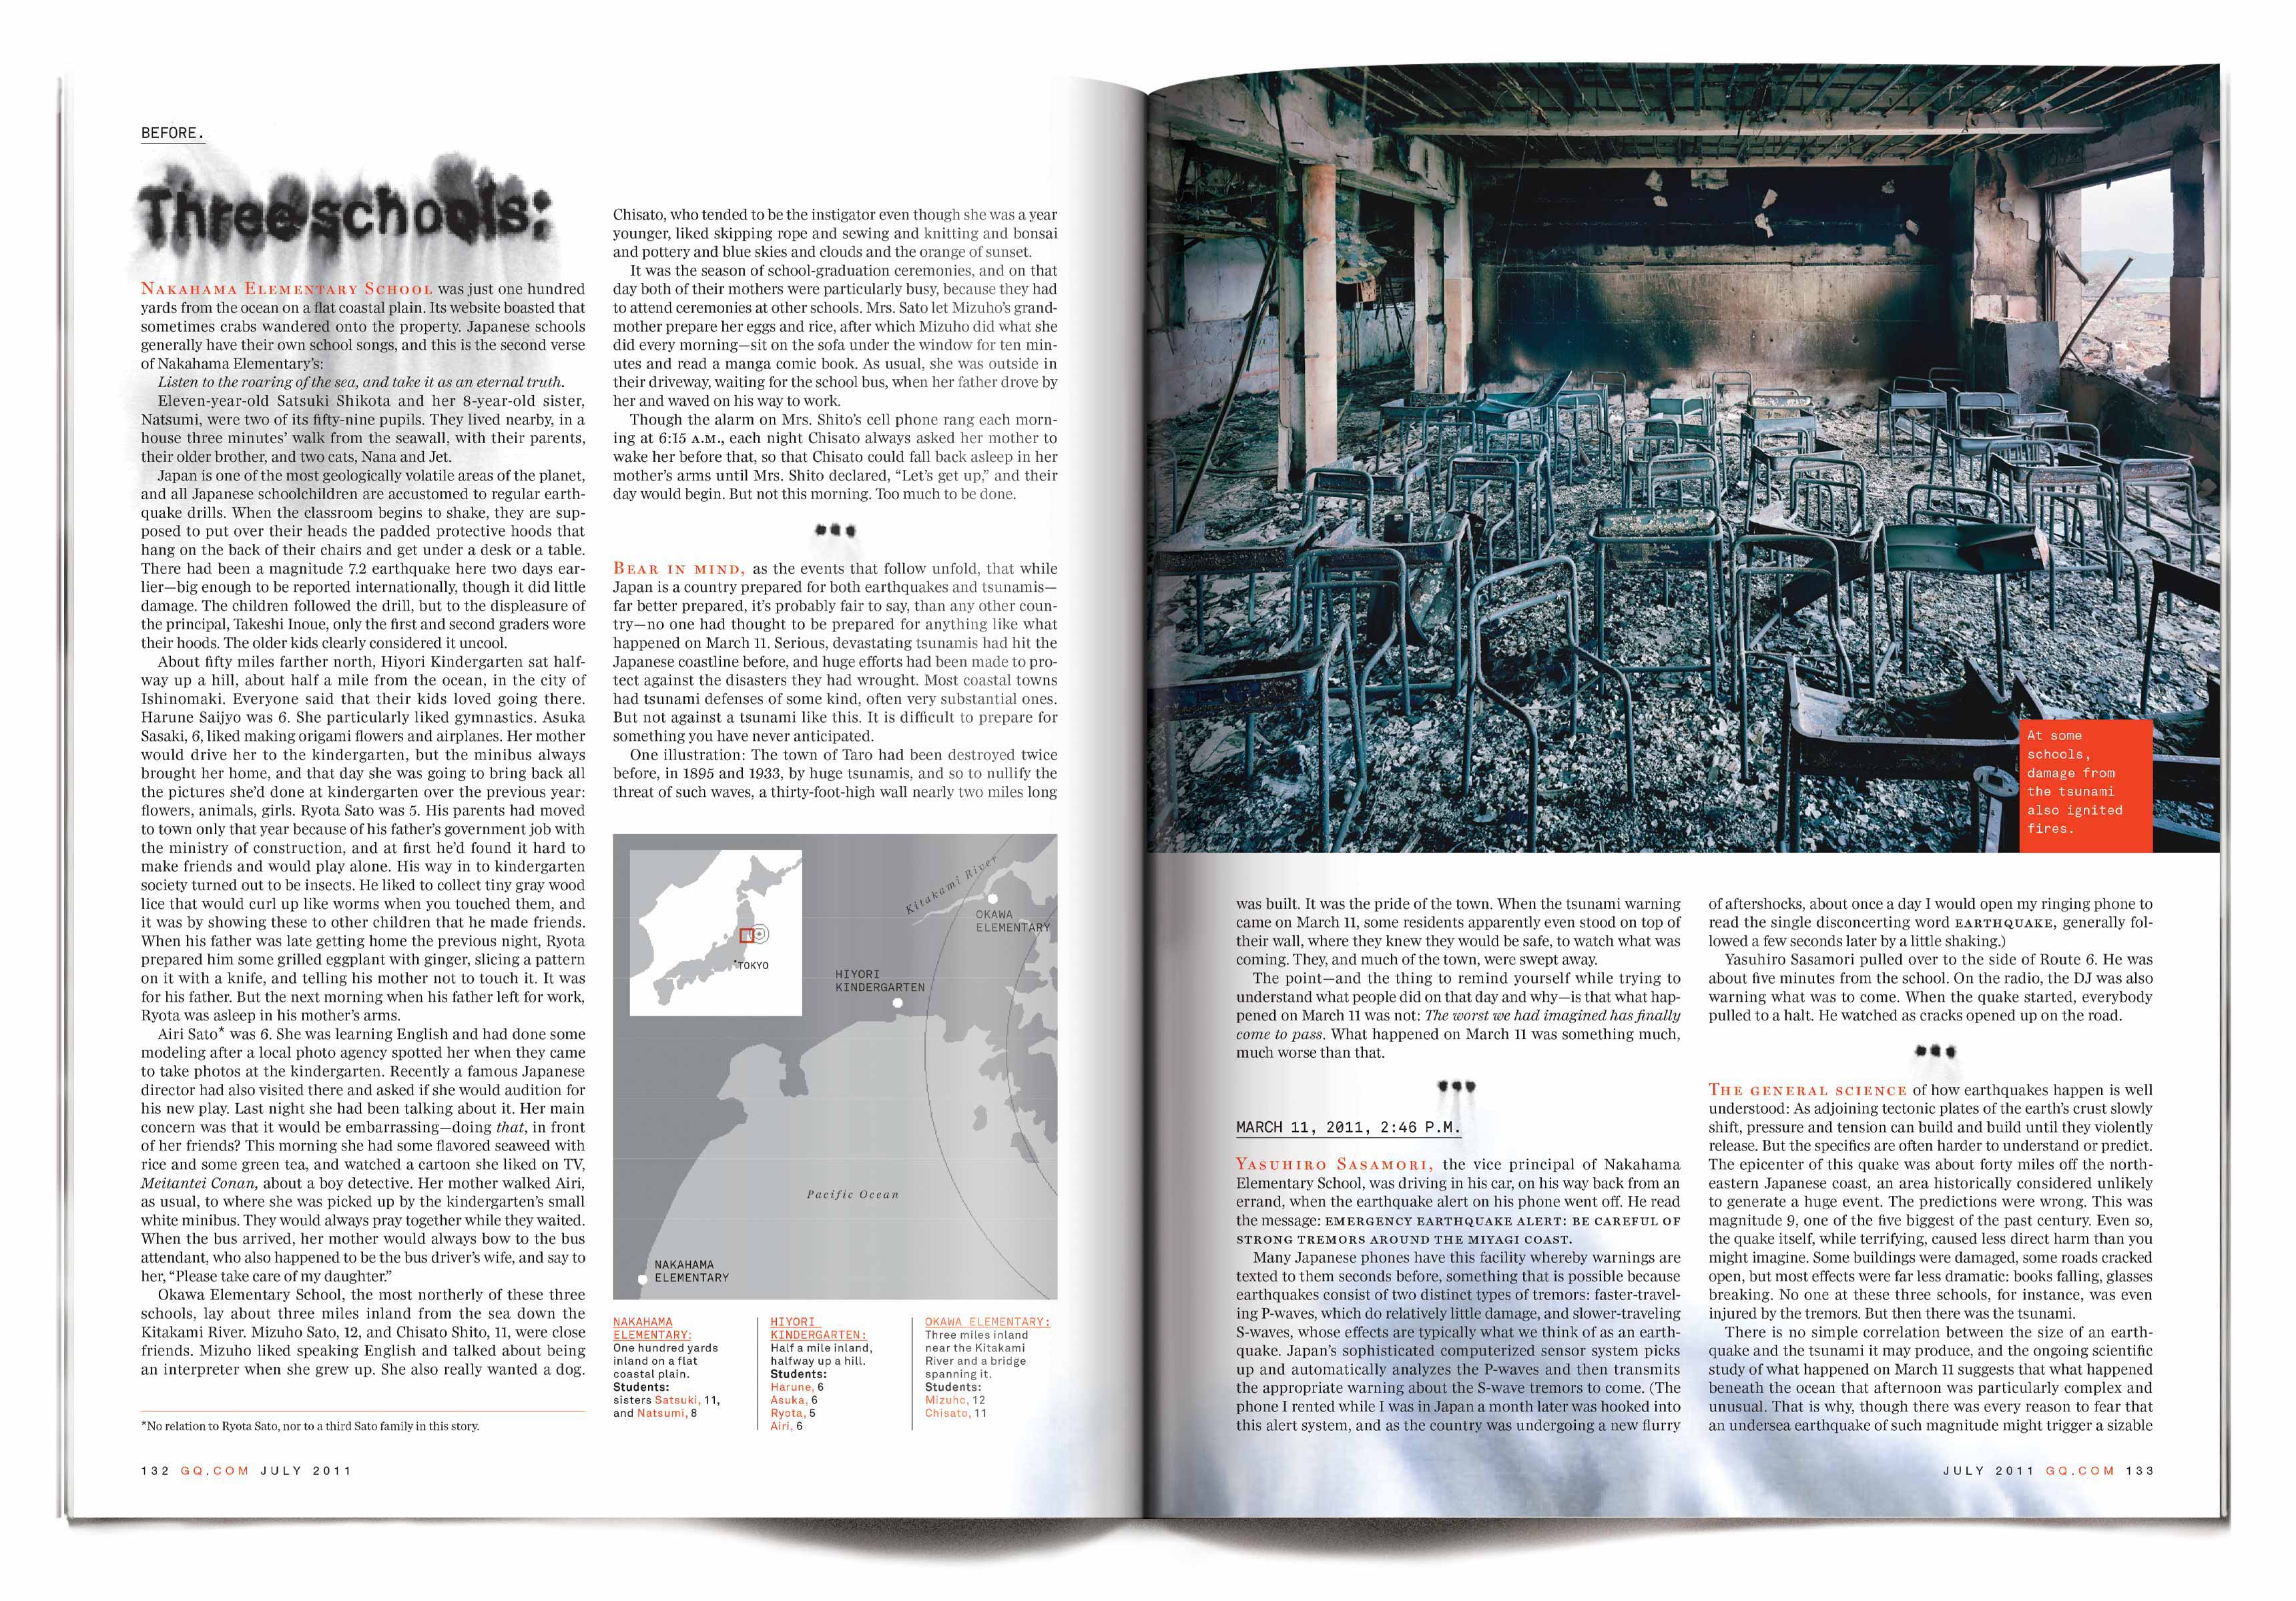 BEFORE.
Three schools:
NAKAHAMA ELEMENTARY SCHOOL was just one hundred
yards from the ocean on a flat coastal plain. Its website boasted that
sometimes crabs wandered onto the property. Japanese schools
generally have their own school songs, and this is the second verse
of Nakahama Elementary's:
Listen to the roaring of the sea, and take it as an eternal truth.
Eleven-year-old Satsuki Shikota and her 8-year-old sister,
Natsumi, were two of its fifty-nine pupils. They lived nearby, in a
house three minutes' walk from the seawall, with their parents,
their older brother, and two cats, Nana and Jet.
Japan is one of the most geologically volatile areas of the planet,
and all Japanese schoolchildren are accustomed to regular earth-
quake drills. When the classroom begins to shake, they are sup-
posed to put over their heads the padded protective hoods that
hang on the back of their chairs and get under a desk or a table.
There had been a magnitude 7.2 earthquake here two days ear-
lier—big enough to be reported internationally, though it did little
damage. The children followed the drill, but to the displeasure of
the principal, Takeshi Inoue, only the first and second graders wore
their hoods. The older kids clearly considered it uncool.
About fifty miles farther north, Hiyori Kindergarten sat half-
way up a hill, about half a mile from the ocean, in the city of
Ishinomaki. Everyone said that their kids loved going there.
Harune Saijyo was 6. She particularly liked gymnastics. Asuka
Sasaki, 6, liked making origami flowers and airplanes. Her mother
would drive her to the kindergarten, but the minibus always
brought her home, and that day she was going to bring back all
the pictures she'd done at kindergarten over the previous year:
flowers, animals, girls. Ryota Sato was 5. His parents had moved
to town only that year because of his father's government job with
the ministry of construction, and at first he'd found it hard to
make friends and would play alone. His way in to kindergarten
society turned out to be insects. He liked to collect tiny gray wood
lice that would curl up like worms when you touched them, and
it was by showing these to other children that he made friends.
When his father was late getting home the previous night, Ryota
prepared him some grilled eggplant with ginger, slicing a pattern
on it with a knife, and telling his mother not to touch it. It was
for his father. But the next morning when his father left for work,
Ryota was asleep in his mother's arms.
Airi Sato* was 6. She was learning English and had done some
modeling after a local photo agency spotted her when they came
to take photos at the kindergarten. Recently a famous Japanese
director had also visited there and asked if she would audition for
his new play. Last night she had been talking about it. Her main
concern was that it would be embarrassing—doing that, in front
of her friends? This morning she had some flavored seaweed with
rice and some green tea, and watched a cartoon she liked on TV,
Meitantei Conan, about a boy detective. Her mother walked Airi,
as usual, to where she was picked up by the kindergarten's small
white minibus. They would always pray together while they waited.
When the bus arrived, her mother would always bow to the bus
attendant, who also happened to be the bus driver's wife, and say to
her, "Please take care of my daughter."
Okawa Elementary School, the most northerly of these three
schools, lay about three miles inland from the sea down the
Kitakami River. Mizuho Sato, 12, and Chisato Shito, 11, were close
friends. Mizuho liked speaking English and talked about being
an interpreter when she grew up. She also really wanted a dog.
*No relation to Ryota Sato, nor to a third Sato family in this story.
132 GQ.COM JULY 2011
Chisato, who tended to be the instigator even though she was a year
younger, liked skipping rope and sewing and knitting and bonsai
and pottery and blue skies and clouds and the orange of sunset.
It was the season of school-graduation ceremonies, and on that
day both of their mothers were particularly busy, because they had
to attend ceremonies at other schools. Mrs. Sato let Mizuho's grand-
mother prepare her eggs and rice, after which Mizuho did what she
did every morning—sit on the sofa under the window for ten min-
utes and read a manga comic book. As usual, she was outside in
their driveway, waiting for the school bus, when her father drove by
her and waved on his way to work.
Though the alarm on Mrs. Shito's cell phone rang each morn-
ing at 6:15 A.M., each night Chisato always asked her mother to
wake her before that, so that Chisato could fall back asleep in her
mother's arms until Mrs. Shito declared, "Let's get up," and their
day would begin. But not this morning. Too much to be done.
BEAR IN MIND, as the events that follow unfold, that while
Japan is a country prepared for both earthquakes and tsunamis—
far better prepared, it's probably fair to say, than any other coun-
try—no one had thought to be prepared for anything like what
happened on March 11. Serious, devastating tsunamis had hit the
Japanese coastline before, and huge efforts had been made to pro-
tect against the disasters they had wrought. Most coastal towns
had tsunami defenses of some kind, often very substantial ones.
But not against a tsunami like this. It is difficult to prepare for
something you have never anticipated.
One illustration: The town of Taro had been destroyed twice
before, in 1895 and 1933, by huge tsunamis, and so to nullify the
threat of such waves, a thirty-foot-high wall nearly two miles long
Kitakami River
OKAWA
ELEMENTARY
TOKYO
HIYORI
KINDERGARTEN
Pacific Ocean
NAKAHAMA
ELEMENTARY
NAKAHAMA
ELEMENTARY:
One hundred yards
inland on a flat
coastal plain.
Students:
sisters Satsuki, 11,
and Natsumi, 8
HIYORI
KINDERGARTEN:
Half a mile inland,
halfway up a hill.
Students:
Harune, 6
Asuka, 6
Ryota, 5
Airi, 6
OKAWA ELEMENTARY:
Three miles inland
near the Kitakami
River and a bridge
spanning it.
Students:
Mizuho, 12
Chisato, 11
At some
schools,
damage from
the tsunami
also ignited
fires.
was built. It was the pride of the town. When the tsunami warning
came on March 11, some residents apparently even stood on top of
their wall, where they knew they would be safe, to watch what was
coming. They, and much of the town, were swept away.
The point—and the thing to remind yourself while trying to
understand what people did on that day and why—is that what hap-
pened on March 11 was not: The worst we had imagined has finally
come to pass. What happened on March 11 was something much,
much worse than that.
MARCH 11, 2011, 2:46 P.M.
YASUHIRO SASAMORI, the vice principal of Nakahama
Elementary School, was driving in his car, on his way back from an
errand, when the earthquake alert on his phone went off. He read
the message: EMERGENCY EARTHQUAKE ALERT: BE CAREFUL OF
STRONG TREMORS AROUND THE MIYAGI COAST.
Many Japanese phones have this facility whereby warnings are
texted to them seconds before, something that is possible because
earthquakes consist of two distinct types of tremors: faster-travel-
ing P-waves, which do relatively little damage, and slower-traveling
S-waves, whose effects are typically what we think of as an earth-
quake. Japan's sophisticated computerized sensor system picks
up and automatically analyzes the P-waves and then transmits
the appropriate warning about the S-wave tremors to come. (The
phone I rented while I was in Japan a month later was hooked into
this alert system, and as the country was undergoing a new flurry
of aftershocks, about once a day I would open my ringing phone to
read the single disconcerting word EARTHQUAKE, generally fol-
lowed a few seconds later by a little shaking.)
Yasuhiro Sasamori pulled over to the side of Route 6. He was
about five minutes from the school. On the radio, the DJ was also
warning what was to come. When the quake started, everybody
pulled to a halt. He watched as cracks opened up on the road.
THE GENERAL SCIENCE of how earthquakes happen is well
understood: As adjoining tectonic plates of the earth's crust slowly
shift, pressure and tension can build and build until they violently
release. But the specifics are often harder to understand or predict.
The epicenter of this quake was about forty miles off the north-
eastern Japanese coast, an area historically considered unlikely
to generate a huge event. The predictions were wrong. This was
magnitude 9, one of the five biggest of the past century. Even so,
the quake itself, while terrifying, caused less direct harm than you
might imagine. Some buildings were damaged, some roads cracked
open, but most effects were far less dramatic: books falling, glasses
breaking. No one at these three schools, for instance, was even
injured by the tremors. But then there was the tsunami.
There is no simple correlation between the size of an earth-
quake and the tsunami it may produce, and the ongoing scientific
study of what happened on March 11 suggests that what happened
beneath the ocean that afternoon was particularly complex and
unusual. That is why, though there was every reason to fear that
an undersea earthquake of such magnitude might trigger a sizable
JULY 2011 GQ.COM 133